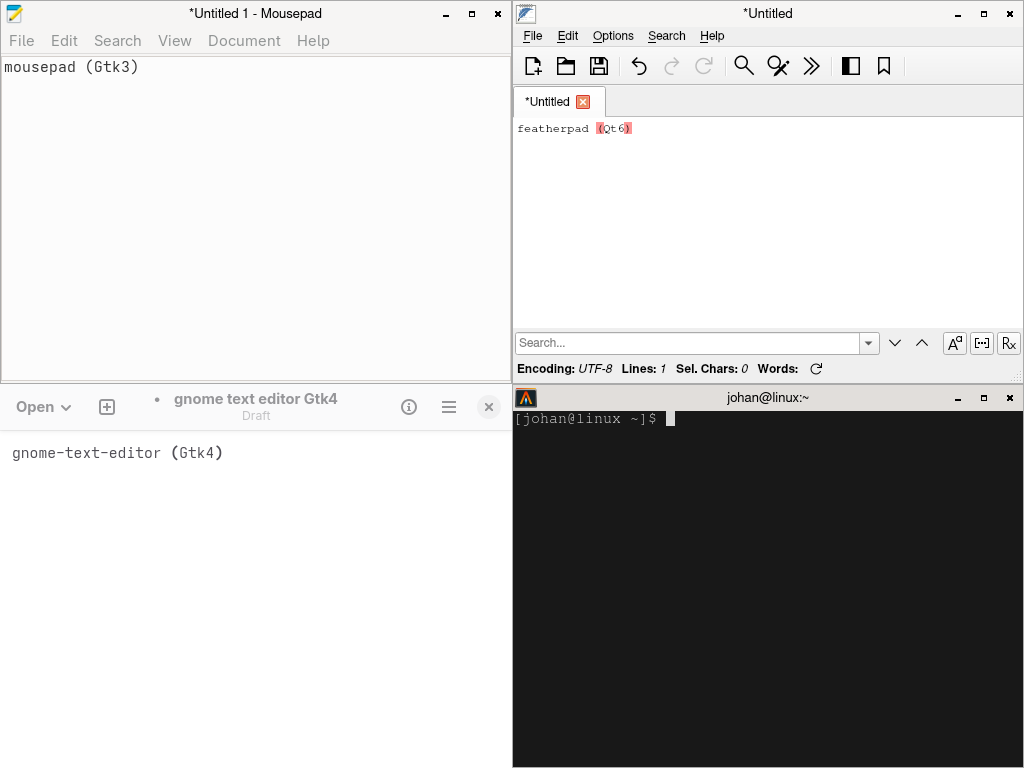 *Untitled 1 - Mousepad
File Edit Search View Document Help
mousepad (Gtk3)
*Untitled
File Edit Options Search Help
*Untitled
featherpad (Qt6)
Search...
Encoding: UTF-8 Lines: 1 Sel. Chars: 0 Words:
Open
• gnome text editor Gtk4
Draft
gnome-text-editor (Gtk4)
johan@linux:~
[johan@linux ~]$